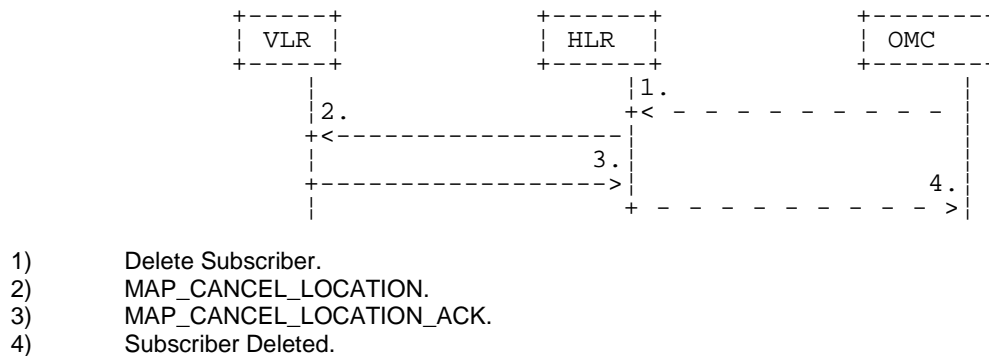 VLR HLR OMC
1.
2.
3.
4.
1) Delete Subscriber.
2) MAP_CANCEL_LOCATION.
3) MAP_CANCEL_LOCATION_ACK.
4) Subscriber Deleted.